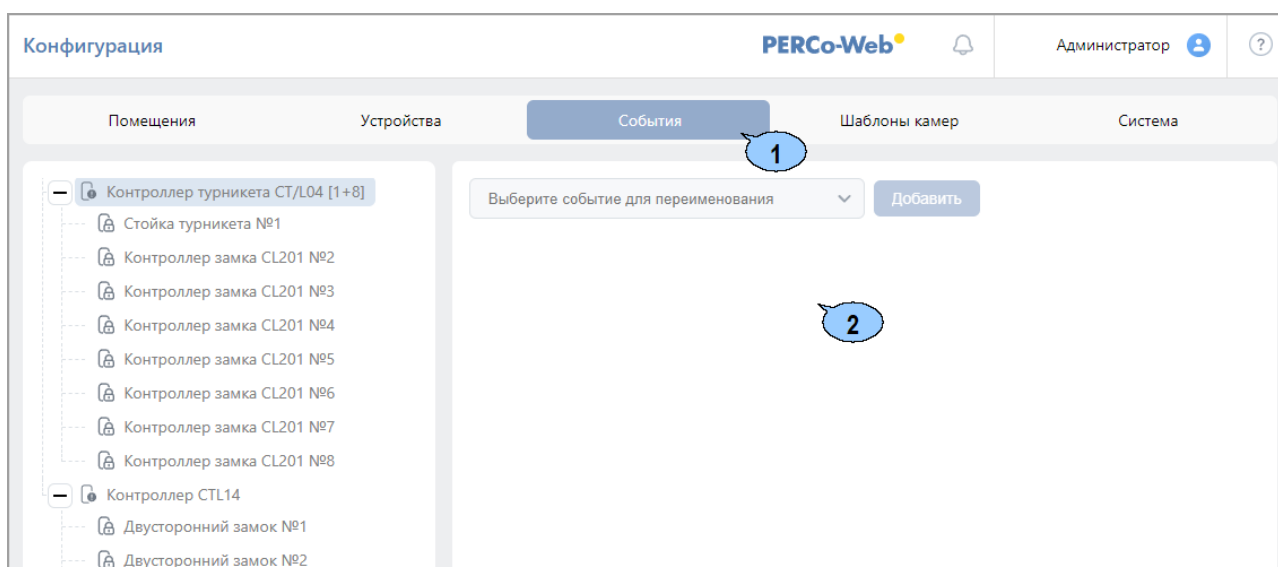 Конфигурация
PERCo-Web
Администратор
?
Помещения
Устройства
События
Шаблоны камер
Система
1
Контроллер турникета CT/L04 [1+8]
Выберите событие для переименования
Добавить
Стойка турникета №1
Контроллер замка CL201 №2
Контроллер замка CL201 №3
2
Контроллер замка CL201 №4
Контроллер замка CL201 №5
Контроллер замка CL201 №6
Контроллер замка CL201 №7
Контроллер замка CL201 №8
Контроллер CTL14
Двусторонний замок №1
Двусторонний замок №2